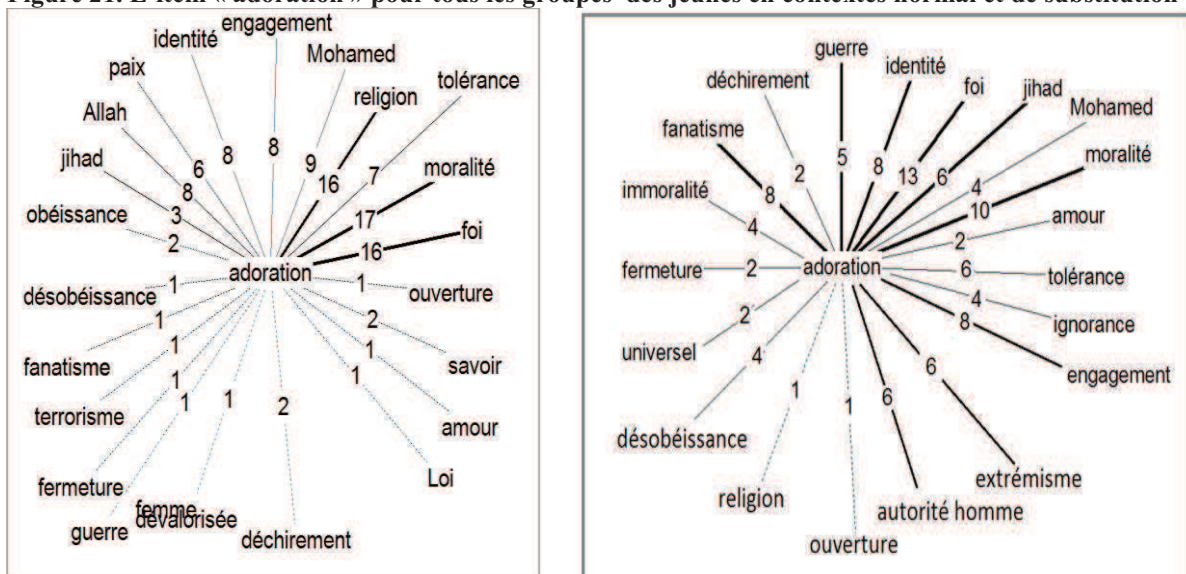 Figure 21. L'item « adoration » pour tous les groupes des jeunes en contextes normal et de substitution
engagement
identité
Mohamed
paix
religion
tolérance
Allah
jihad
moralité
obéissance
foi
adoration
désobéissance
ouverture
fanatisme
savoir
terrorisme
amour
fermeture
femme
dévalorisée
Loi
guerre
déchirement
8
8
9
6
16
7
8
3
17
2
16
1
1
1
2
1
1
1
1
1
1
2
guerre
identité
déchirement
foi
jihad
fanatisme
Mohamed
moralité
immoralité
amour
fermeture
adoration
tolérance
ignorance
universel
engagement
désobéissance
extrémisme
religion
autorité homme
ouverture
5
8
2
13
6
8
4
10
4
2
2
6
4
2
8
4
6
1
6
1